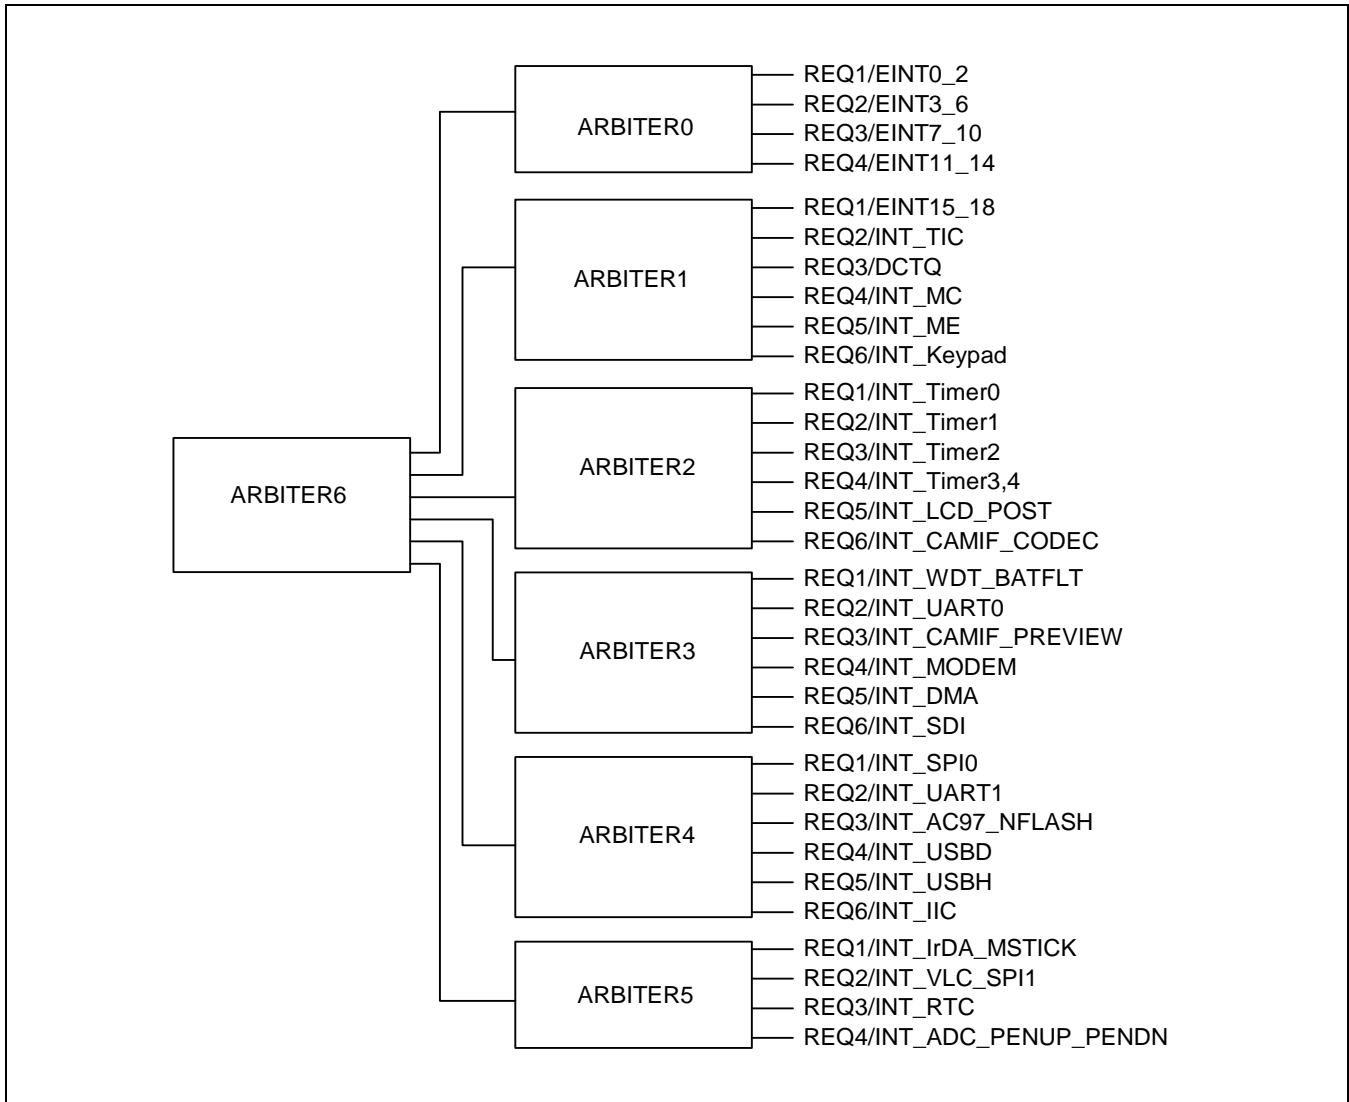 ARBITER0
REQ1/EINT0_2
REQ2/EINT3_6
REQ3/EINT7_10
REQ4/EINT11_14
ARBITER1
REQ1/EINT15_18
REQ2/INT_TIC
REQ3/DCTQ
REQ4/INT_MC
REQ5/INT_ME
REQ6/INT_Keypad
ARBITER6
ARBITER2
REQ1/INT_Timer0
REQ2/INT_Timer1
REQ3/INT_Timer2
REQ4/INT_Timer3,4
REQ5/INT_LCD_POST
REQ6/INT_CAMIF_CODEC
ARBITER3
REQ1/INT_WDT_BATFLT
REQ2/INT_UART0
REQ3/INT_CAMIF_PREVIEW
REQ4/INT_MODEM
REQ5/INT_DMA
REQ6/INT_SDI
ARBITER4
REQ1/INT_SPI0
REQ2/INT_UART1
REQ3/INT_AC97_NFLASH
REQ4/INT_USBD
REQ5/INT_USBH
REQ6/INT_IIC
ARBITER5
REQ1/INT_IrDA_MSTICK
REQ2/INT_VLC_SPI1
REQ3/INT_RTC
REQ4/INT_ADC_PENUP_PENDN